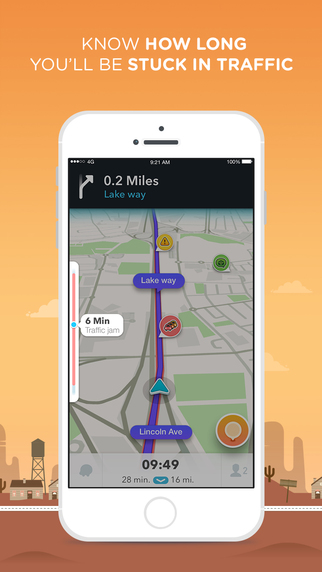 KNOW HOW LONG
YOU'LL BE STUCK IN TRAFFIC
4G 9:21 AM 100%
0.2 Miles
Lake way
Lake way
6 Min
Traffic jam
Lincoln Ave
09:49
2
28 min. 16 mi.